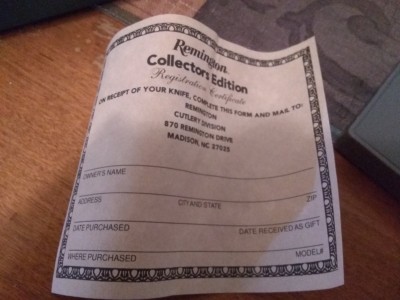 Remington
Collectors Edition
Registration Certificate
ON RECEIPT OF YOUR KNIFE, COMPLETE THIS FORM AND MAIL TO:
REMINGTON
CUTLERY DIVISION
870 REMINGTON DRIVE
MADISON, NC 27025
OWNER'S NAME
ADDRESS CITY AND STATE ZIP
DATE PURCHASED DATE RECEIVED AS GIFT
WHERE PURCHASED MODEL#